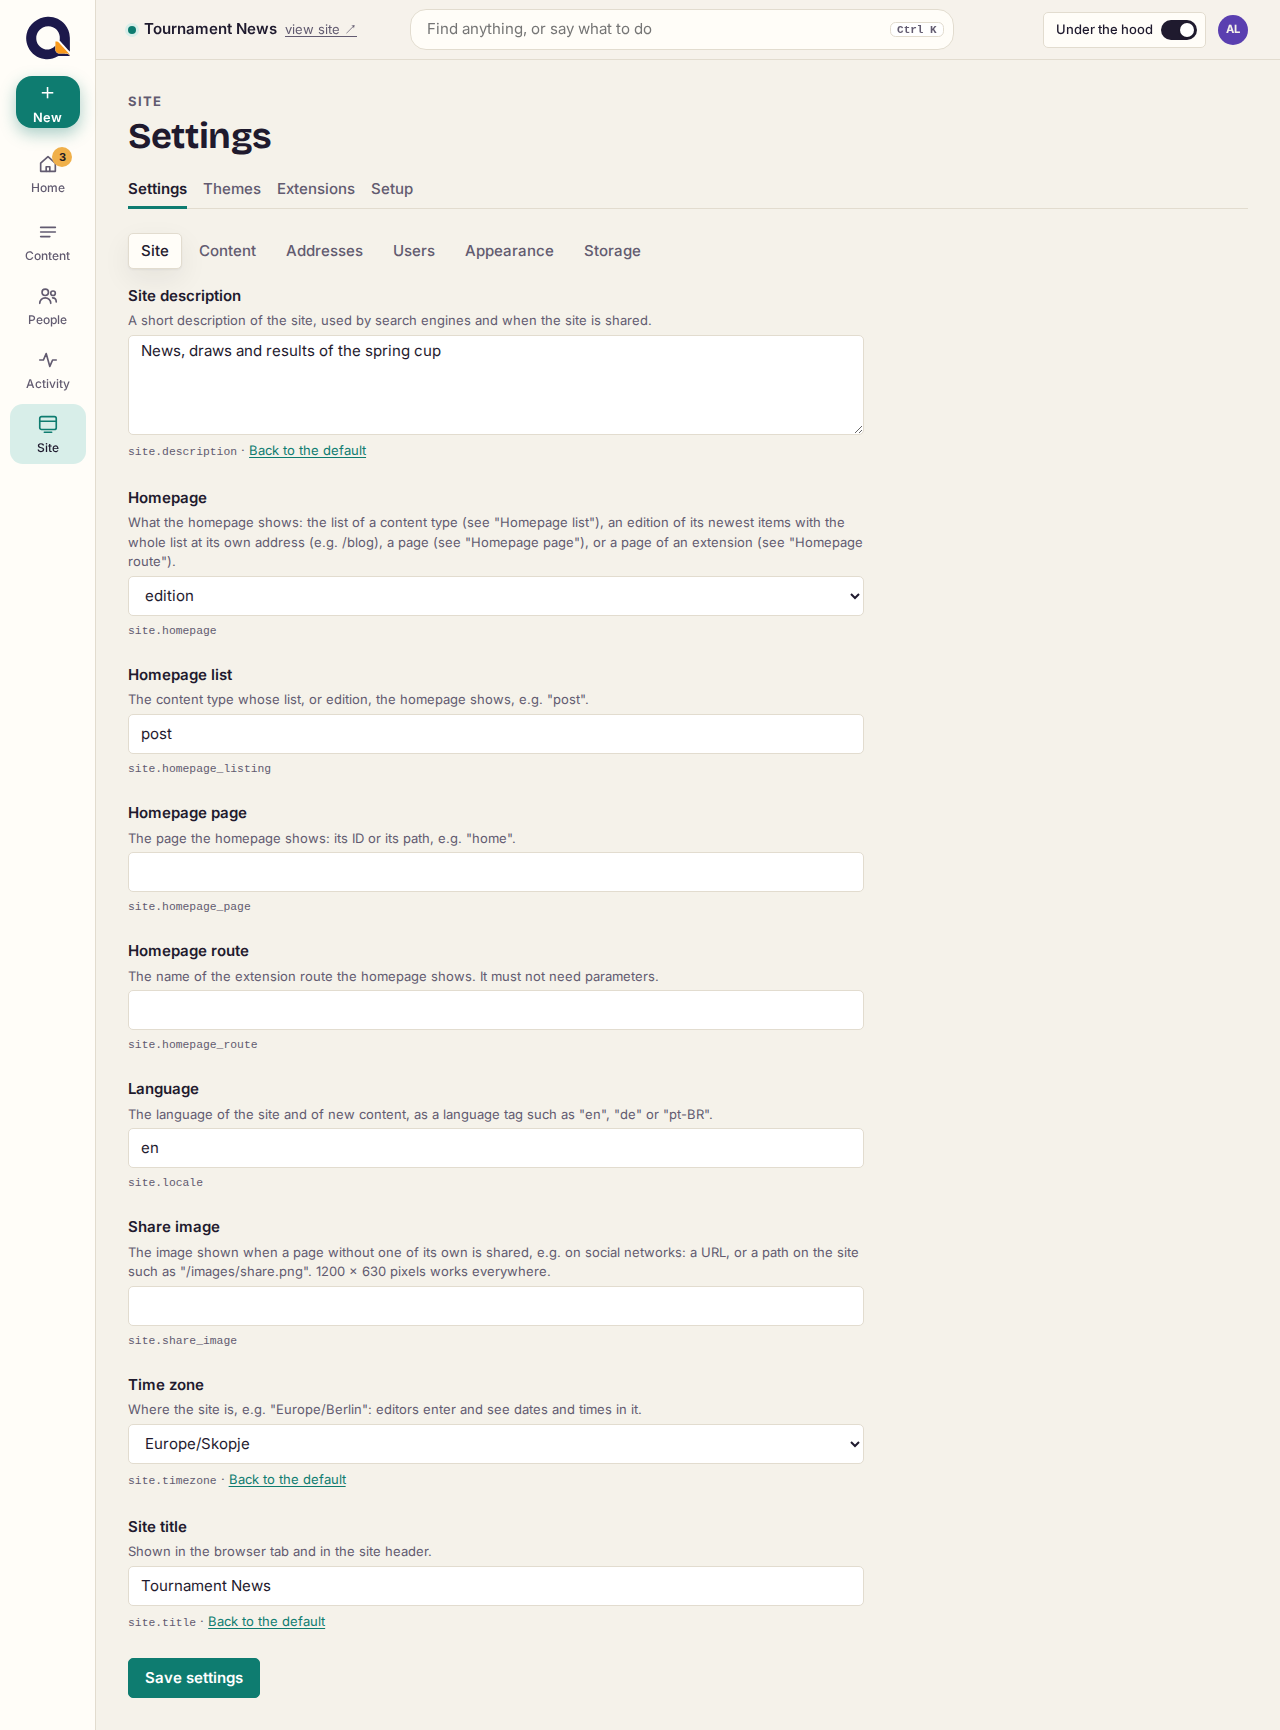 Tournament News view site ↗
Find anything, or say what to do
Ctrl K
Under the hood
AL
+
New
3
Home
Content
People
Activity
Site
SITE
Settings
Settings Themes Extensions Setup
Site Content Addresses Users Appearance Storage
Site description
A short description of the site, used by search engines and when the site is shared.
News, draws and results of the spring cup
site.description · Back to the default
Homepage
What the homepage shows: the list of a content type (see "Homepage list"), an edition of its newest items with the
whole list at its own address (e.g. /blog), a page (see "Homepage page"), or a page of an extension (see "Homepage
route").
edition
site.homepage
Homepage list
The content type whose list, or edition, the homepage shows, e.g. "post".
post
site.homepage_listing
Homepage page
The page the homepage shows: its ID or its path, e.g. "home".
site.homepage_page
Homepage route
The name of the extension route the homepage shows. It must not need parameters.
site.homepage_route
Language
The language of the site and of new content, as a language tag such as "en", "de" or "pt-BR".
en
site.locale
Share image
The image shown when a page without one of its own is shared, e.g. on social networks: a URL, or a path on the site
such as "/images/share.png". 1200 × 630 pixels works everywhere.
site.share_image
Time zone
Where the site is, e.g. "Europe/Berlin": editors enter and see dates and times in it.
Europe/Skopje
site.timezone · Back to the default
Site title
Shown in the browser tab and in the site header.
Tournament News
site.title · Back to the default
Save settings